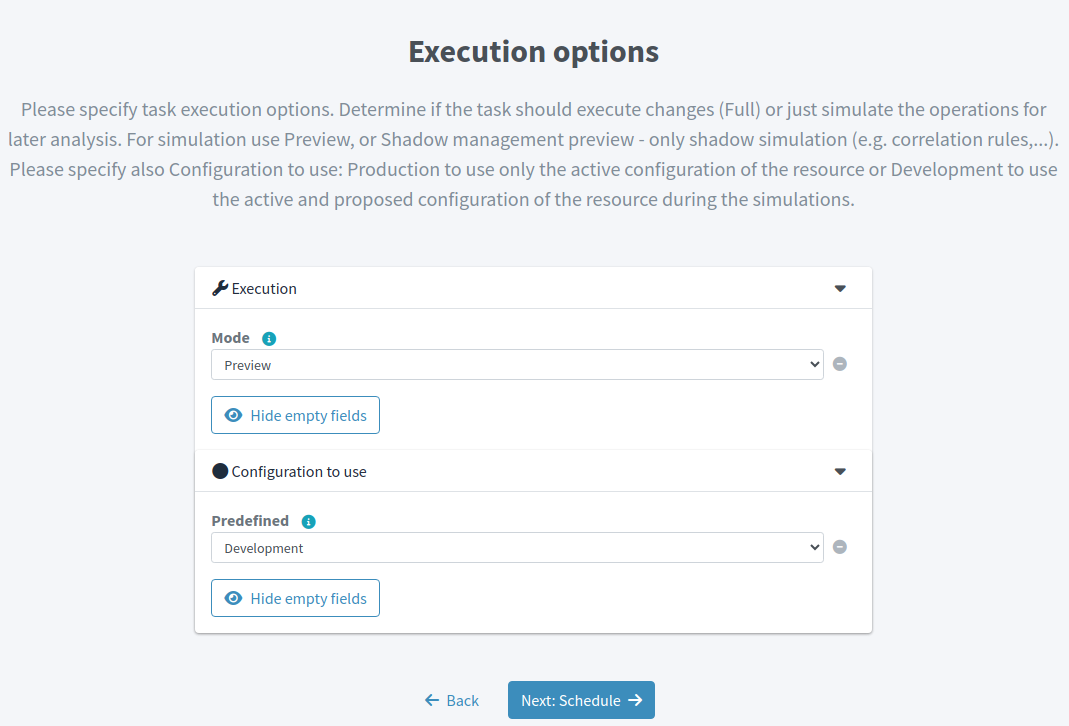 Execution options
Please specify task execution options. Determine if the task should execute changes (Full) or just simulate the operations for
later analysis. For simulation use Preview, or Shadow management preview - only shadow simulation (e.g. correlation rules,...).
Please specify also Configuration to use: Production to use only the active configuration of the resource or Development to use
the active and proposed configuration of the resource during the simulations.
Execution
Mode
Preview
Hide empty fields
Configuration to use
Predefined
Development
Hide empty fields
Back
Next: Schedule